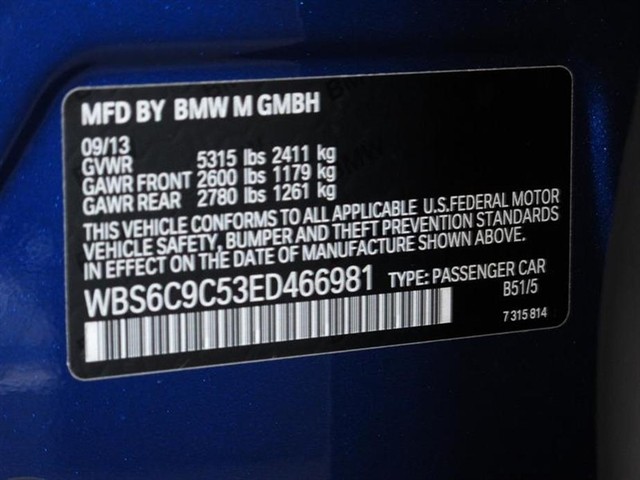 MFD BY BMW M GMBH
09/13
GVWR 5315 lbs 2411 kg
GAWR FRONT 2600 lbs 1179 kg
GAWR REAR 2780 lbs 1261 kg
THIS VEHICLE CONFORMS TO ALL APPLICABLE U.S.FEDERAL MOTOR
VEHICLE SAFETY, BUMPER AND THEFT PREVENTION STANDARDS
IN EFFECT ON THE DATE OF MANUFACTURE SHOWN ABOVE.
WBS6C9C53ED466981 TYPE: PASSENGER CAR
B51/5
7 315 814